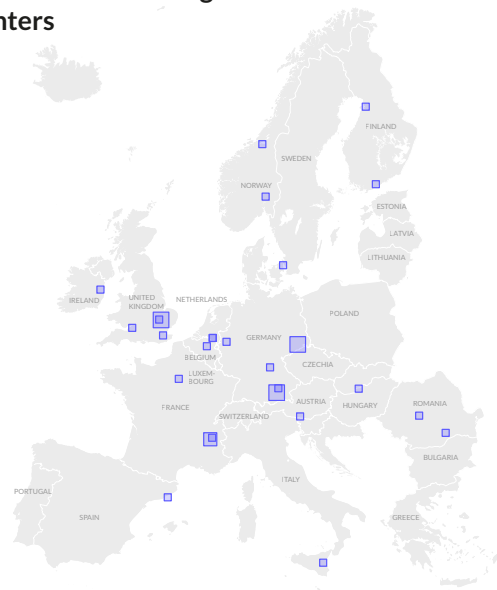 nters
FINLAND
SWEDEN
NORWAY
ESTONIA
LATVIA
LITHUANIA
IRELAND
UNITED
KINGDOM
NETHERLANDS
POLAND
GERMANY
BELGIUM
CZECHIA
LUXEM-
BOURG
FRANCE
AUSTRIA
SWITZERLAND
HUNGARY
ROMANIA
BULGARIA
ITALY
PORTUGAL
SPAIN
GREECE